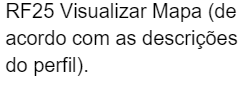 RF25 Visualizar Mapa (de
acordo com as descrições
do perfil).